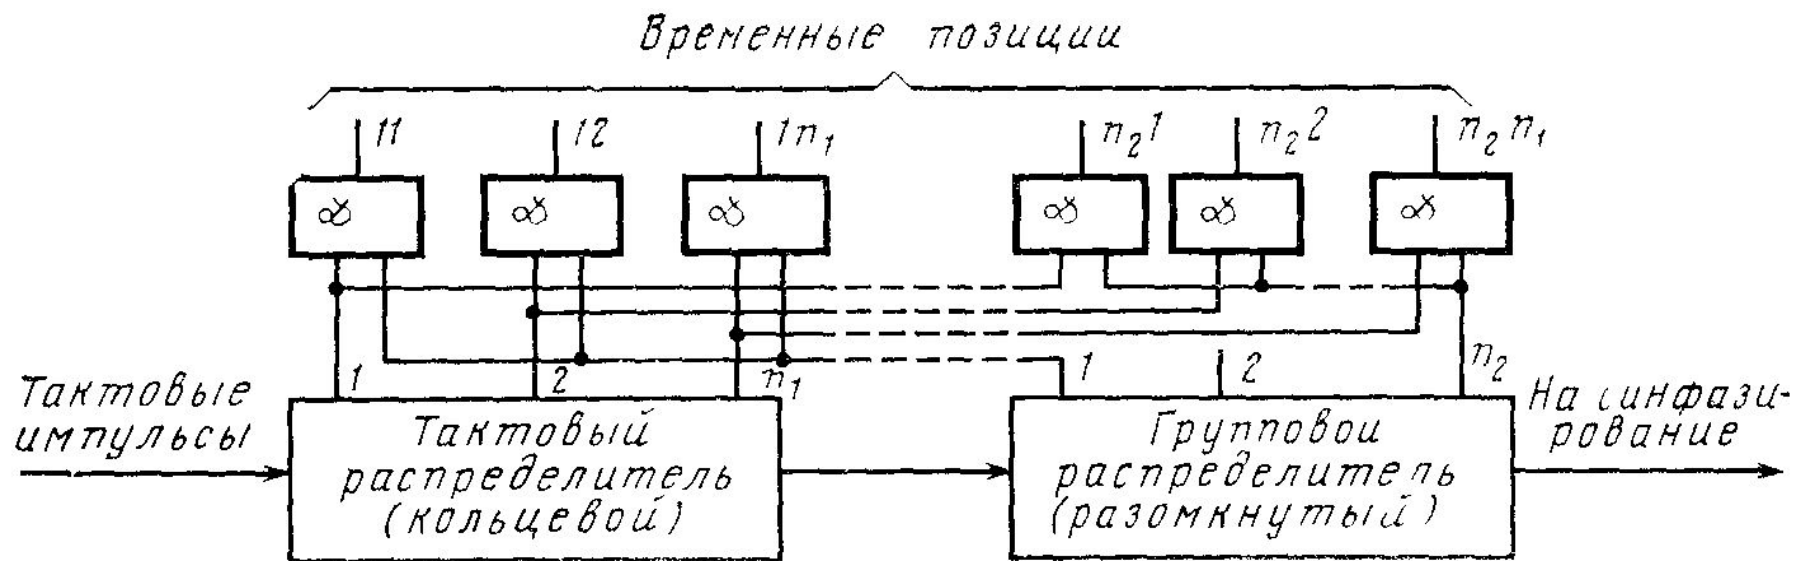 Временные позиции
11 12 1n₁ n₂1 n₂2 n₂n₁
& & & & & &
1 2 n₁ 1 2 n₂
Тактовые
импульсы
Тактовый
распределитель
(кольцевой)
Групповои
распределитель
(разомкнутый)
На синфази-
рование